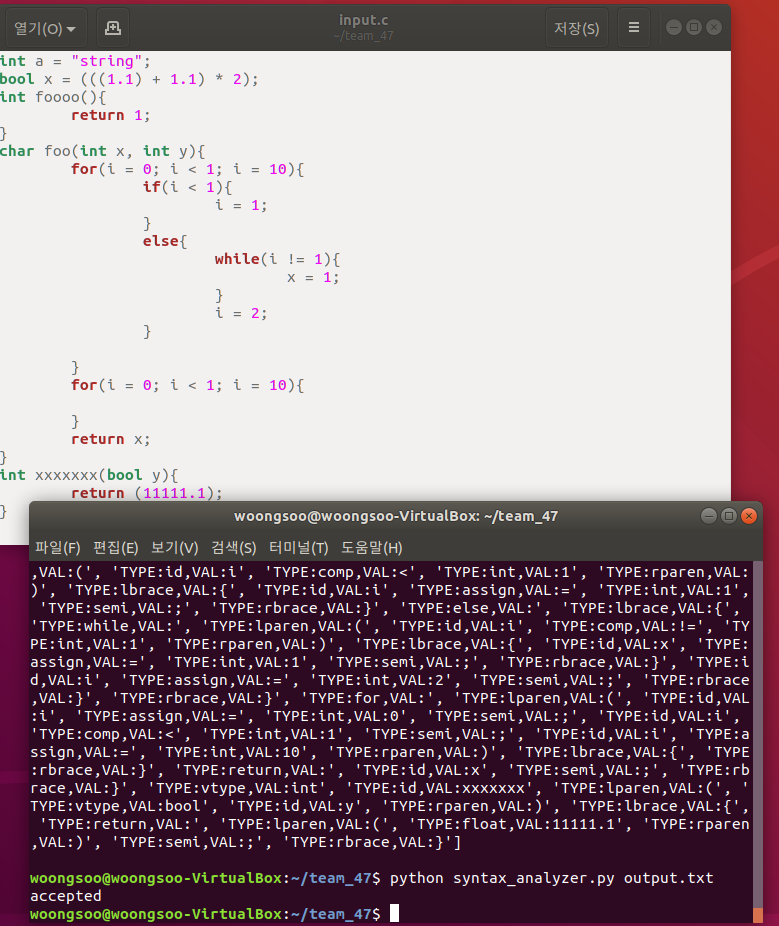 열기(O)
input.c
~/team_47
저장(S)
int a = "string";
bool x = (((1.1) + 1.1) * 2);
int foooo(){
return 1;
}
char foo(int x, int y){
for(i = 0; i < 1; i = 10){
if(i < 1){
i = 1;
}
else{
while(i != 1){
x = 1;
}
i = 2;
}
}
for(i = 0; i < 1; i = 10){
}
return x;
}
int xxxxxxx(bool y){
return (11111.1);
}
woongsoo@woongsoo-VirtualBox: ~/team_47
파일(F) 편집(E) 보기(V) 검색(S) 터미널(T) 도움말(H)
,VAL:(', 'TYPE:id,VAL:i', 'TYPE:comp,VAL:<', 'TYPE:int,VAL:1', 'TYPE:rparen,VAL:
)', 'TYPE:lbrace,VAL:{', 'TYPE:id,VAL:i', 'TYPE:assign,VAL:=', 'TYPE:int,VAL:1',
'TYPE:semi,VAL:;', 'TYPE:rbrace,VAL:}', 'TYPE:else,VAL:', 'TYPE:lbrace,VAL:{',
'TYPE:while,VAL:', 'TYPE:lparen,VAL:(', 'TYPE:id,VAL:i', 'TYPE:comp,VAL:!=', 'TY
PE:int,VAL:1', 'TYPE:rparen,VAL:)', 'TYPE:lbrace,VAL:{', 'TYPE:id,VAL:x', 'TYPE:
assign,VAL:=', 'TYPE:int,VAL:1', 'TYPE:semi,VAL:;', 'TYPE:rbrace,VAL:}', 'TYPE:i
d,VAL:i', 'TYPE:assign,VAL:=', 'TYPE:int,VAL:2', 'TYPE:semi,VAL:;', 'TYPE:rbrace
,VAL:}', 'TYPE:rbrace,VAL:}', 'TYPE:for,VAL:', 'TYPE:lparen,VAL:(', 'TYPE:id,VAL
:i', 'TYPE:assign,VAL:=', 'TYPE:int,VAL:0', 'TYPE:semi,VAL:;', 'TYPE:id,VAL:i',
'TYPE:comp,VAL:<', 'TYPE:int,VAL:1', 'TYPE:semi,VAL:;', 'TYPE:id,VAL:i', 'TYPE:a
ssign,VAL:=', 'TYPE:int,VAL:10', 'TYPE:rparen,VAL:)', 'TYPE:lbrace,VAL:{', 'TYPE
:rbrace,VAL:}', 'TYPE:return,VAL:', 'TYPE:id,VAL:x', 'TYPE:semi,VAL:;', 'TYPE:rb
race,VAL:}', 'TYPE:vtype,VAL:int', 'TYPE:id,VAL:xxxxxxx', 'TYPE:lparen,VAL:(', '
TYPE:vtype,VAL:bool', 'TYPE:id,VAL:y', 'TYPE:rparen,VAL:)', 'TYPE:lbrace,VAL:{',
'TYPE:return,VAL:', 'TYPE:lparen,VAL:(', 'TYPE:float,VAL:11111.1', 'TYPE:rparen
,VAL:)', 'TYPE:semi,VAL:;', 'TYPE:rbrace,VAL:}']
woongsoo@woongsoo-VirtualBox:~/team_47$ python syntax_analyzer.py output.txt
accepted
woongsoo@woongsoo-VirtualBox:~/team_47$